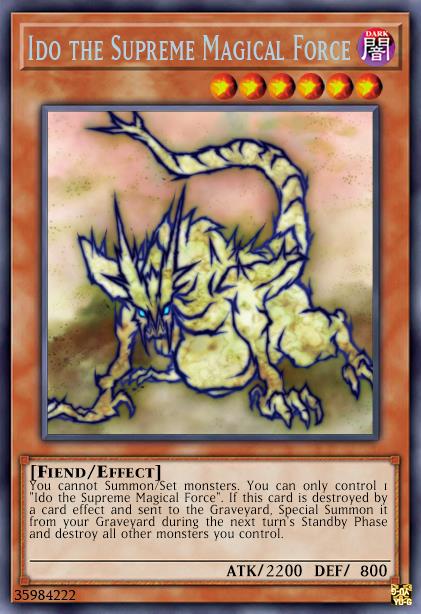 Ido the Supreme Magical Force
DARK
闇
[Fiend/Effect]
You cannot Summon/Set monsters. You can only control 1
"Ido the Supreme Magical Force". If this card is destroyed by
a card effect and sent to the Graveyard, Special Summon it
from your Graveyard during the next turn's Standby Phase
and destroy all other monsters you control.
ATK/2200 DEF/ 800
35984222